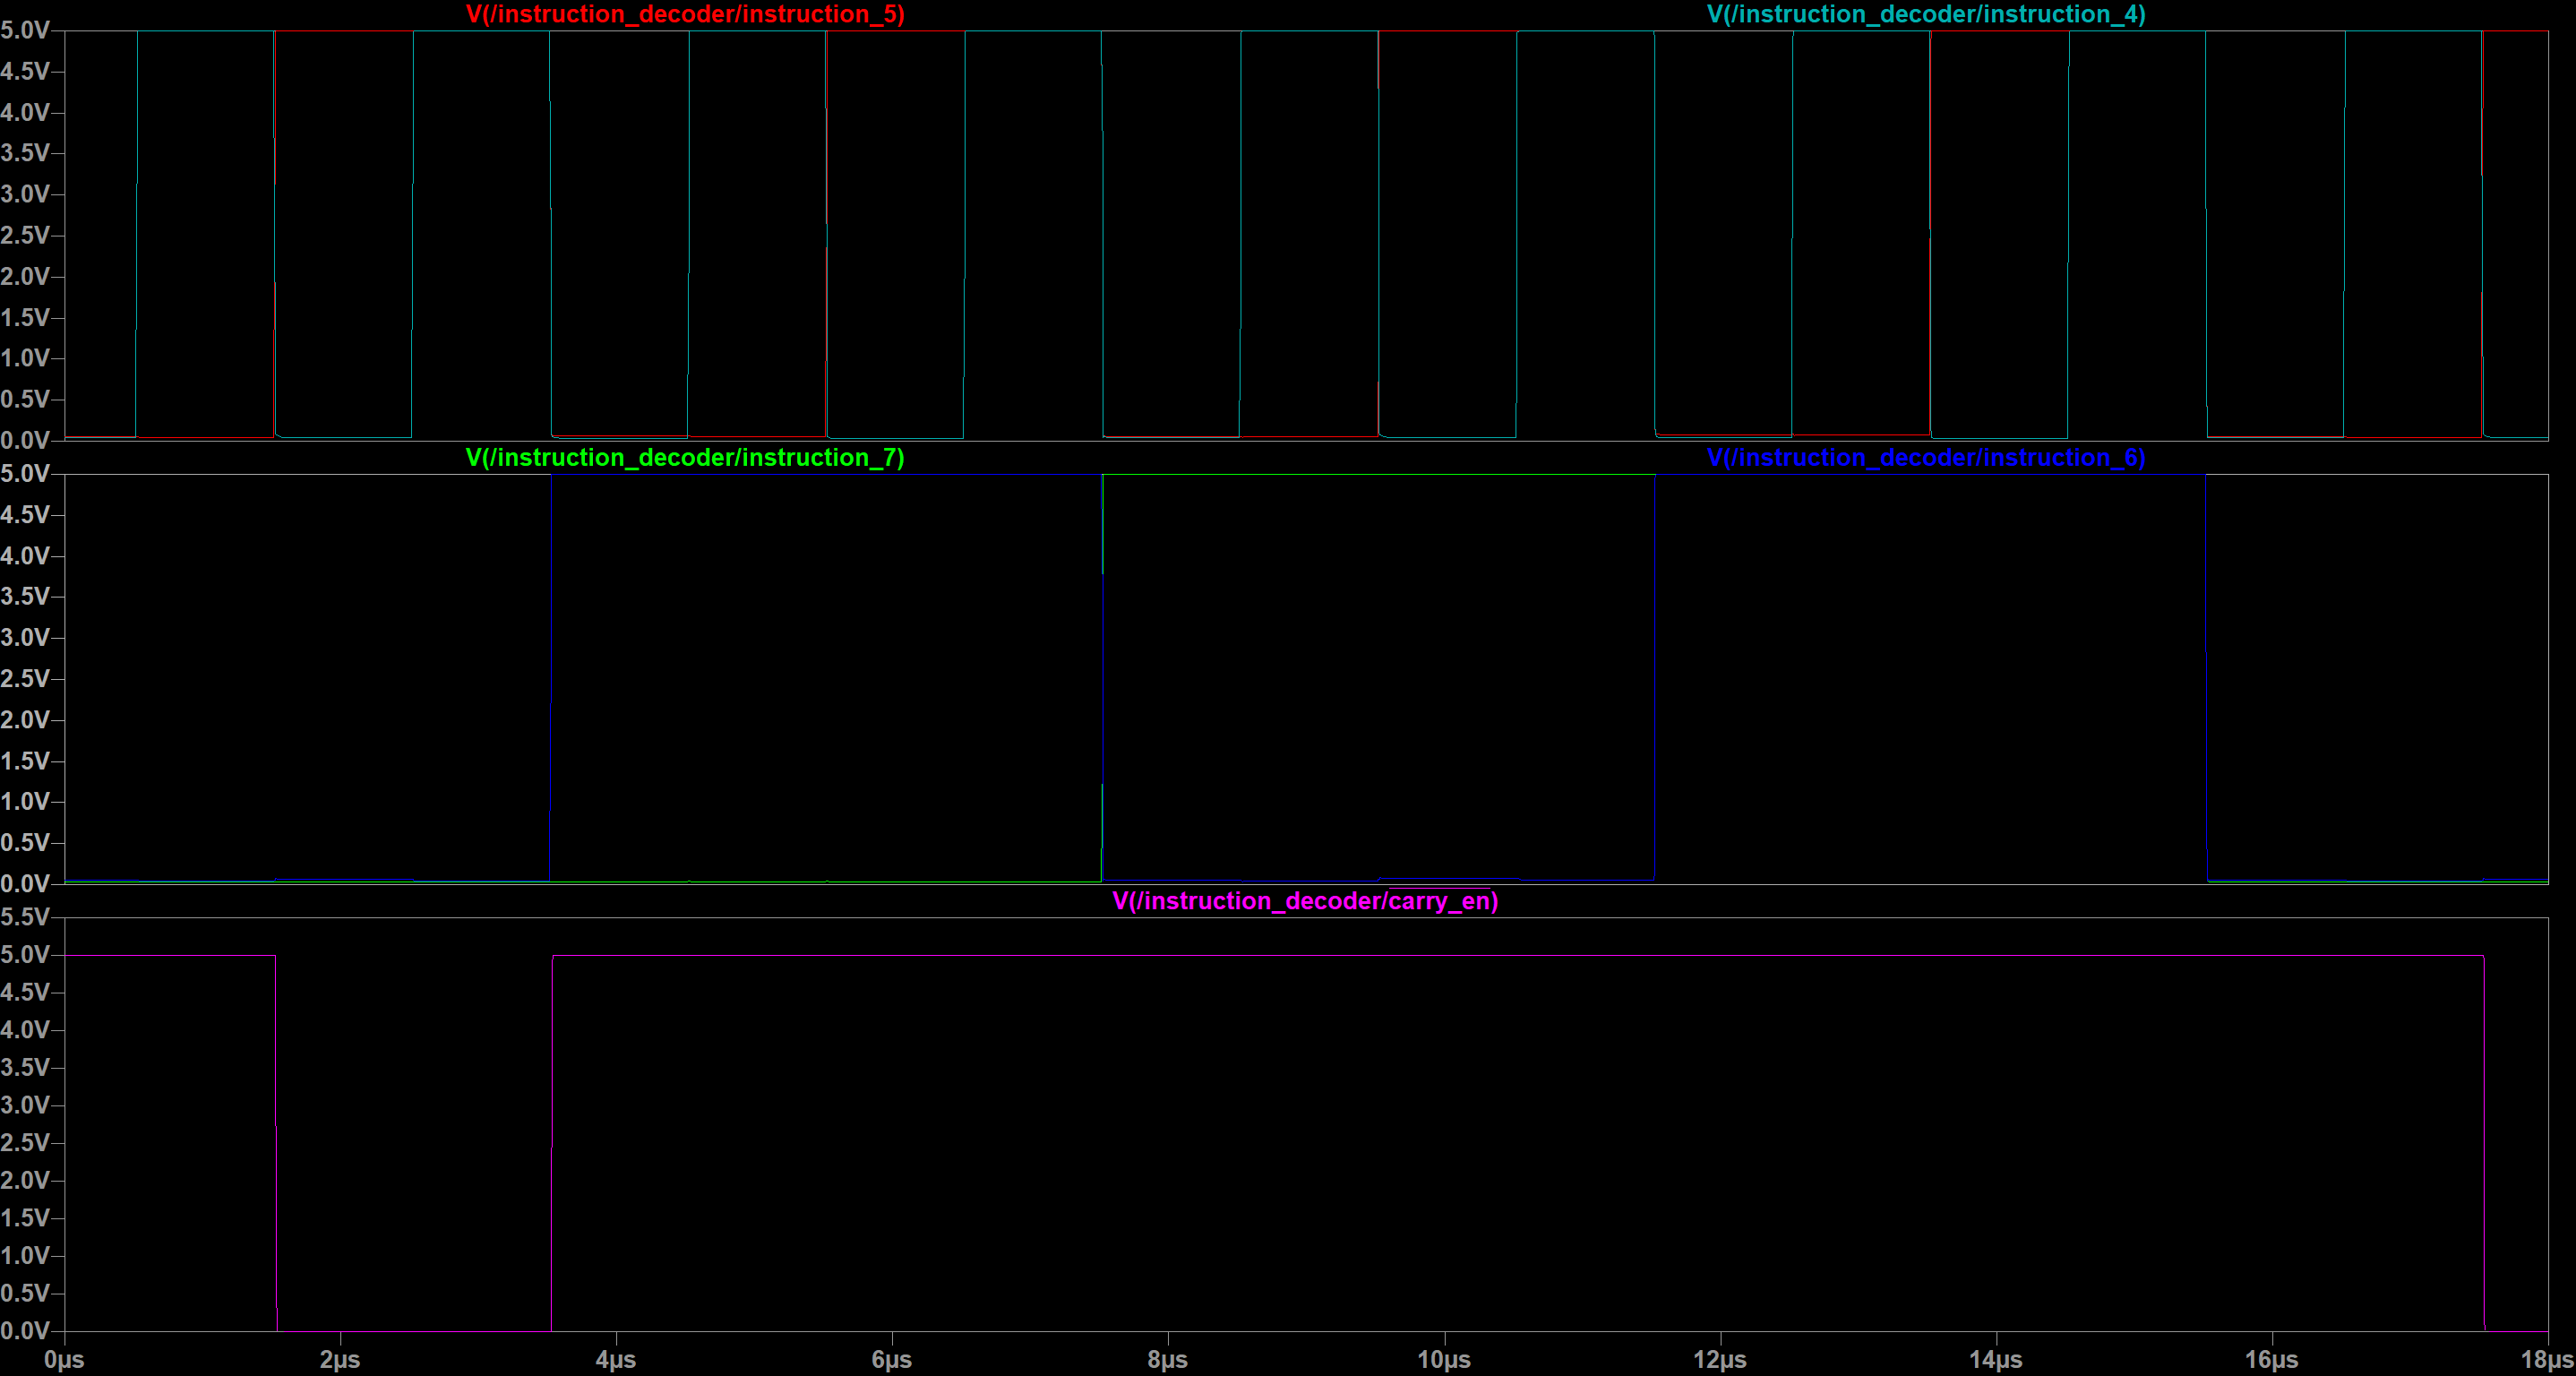 V(/instruction_decoder/instruction_5) V(/instruction_decoder/instruction_4)
5.0V
4.5V
4.0V
3.5V
3.0V
2.5V
2.0V
1.5V
1.0V
0.5V
0.0V
V(/instruction_decoder/instruction_7) V(/instruction_decoder/instruction_6)
5.0V
4.5V
4.0V
3.5V
3.0V
2.5V
2.0V
1.5V
1.0V
0.5V
0.0V
V(/instruction_decoder/carry_en)
5.5V
5.0V
4.5V
4.0V
3.5V
3.0V
2.5V
2.0V
1.5V
1.0V
0.5V
0.0V
0µs 2µs 4µs 6µs 8µs 10µs 12µs 14µs 16µs 18µs